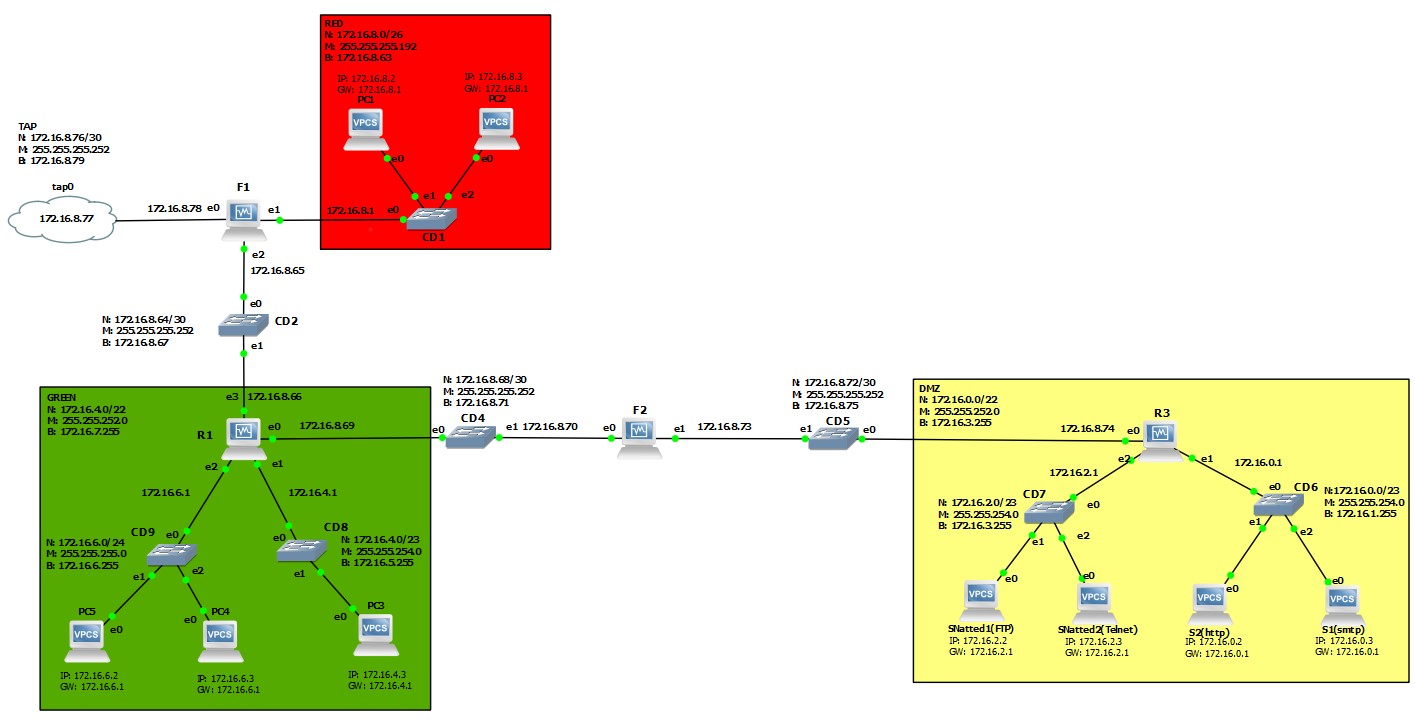 RED
N: 172.16.8.0/26
M: 255.255.255.192
B: 172.16.8.63
IP: 172.16.8.2
GW: 172.16.8.1
PC1
IP: 172.16.8.3
GW: 172.16.8.1
PC2
VPCS
VPCS
e0
e0
e1
e2
TAP
N: 172.16.8.76/30
M: 255.255.255.252
B: 172.16.8.79
tap0
172.16.8.77
172.16.8.78
e0
F1
e1
172.16.8.1
e0
CD1
e2
172.16.8.65
e0
N: 172.16.8.64/30
M: 255.255.255.252
B: 172.16.8.67
CD2
e1
GREEN
N: 172.16.4.0/22
M: 255.255.252.0
B: 172.16.7.255
e3
172.16.8.66
R1
e0
172.16.8.69
e2
e1
N: 172.16.8.68/30
M: 255.255.255.252
B: 172.16.8.71
e0
CD4
e1
172.16.8.70
e0
F2
e1
172.16.8.73
N: 172.16.8.72/30
M: 255.255.255.252
B: 172.16.8.75
e1
CD5
e0
DMZ
N: 172.16.0.0/22
M: 255.255.252.0
B: 172.16.3.255
172.16.8.74
e0
R3
e2
e1
172.16.2.1
172.16.0.1
172.16.6.1
172.16.4.1
CD9
e0
N: 172.16.6.0/24
M: 255.255.255.0
B: 172.16.6.255
e1
e2
CD8
e0
N: 172.16.4.0/23
M: 255.255.254.0
B: 172.16.5.255
e1
PC5
VPCS
e0
IP: 172.16.6.2
GW: 172.16.6.1
PC4
VPCS
e0
IP: 172.16.6.3
GW: 172.16.6.1
PC3
VPCS
e0
IP: 172.16.4.3
GW: 172.16.4.1
N: 172.16.2.0/23
M: 255.255.254.0
B: 172.16.3.255
CD7
e0
e1
e2
e0
CD6
N:172.16.0.0/23
M: 255.255.254.0
B: 172.16.1.255
e1
e2
e0
VPCS
SNatted1(FTP)
IP: 172.16.2.2
GW: 172.16.2.1
e0
VPCS
SNatted2(Telnet)
IP: 172.16.2.3
GW: 172.16.2.1
e0
VPCS
S2(http)
IP: 172.16.0.2
GW: 172.16.0.1
e0
VPCS
S1(smtp)
IP: 172.16.0.3
GW: 172.16.0.1